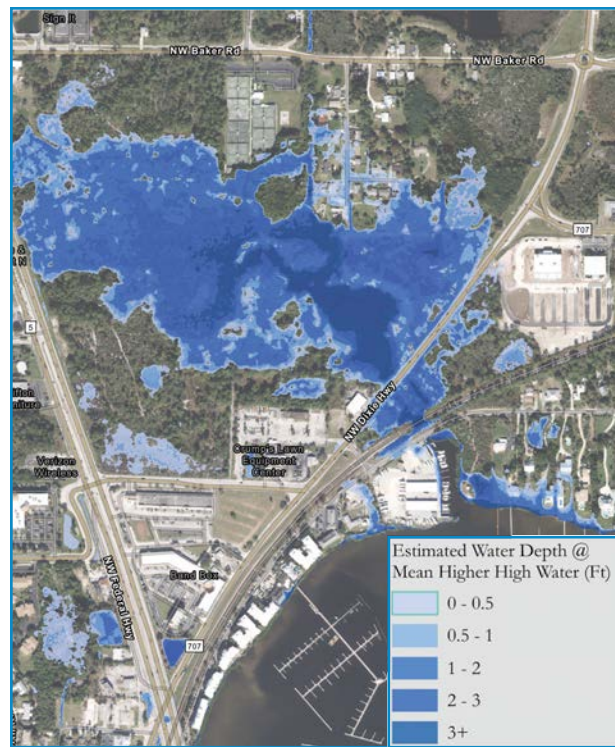 Sign It
NW Baker Rd
NW Baker Rd
707
5
NW Dixie Hwy
Crump's Lawn
Equipment
Center
Verizon
Wireless
Band Box
NW Federal Hwy
707
Estimated Water Depth @
Mean Higher High Water (Ft)
0 - 0.5
0.5 - 1
1 - 2
2 - 3
3+